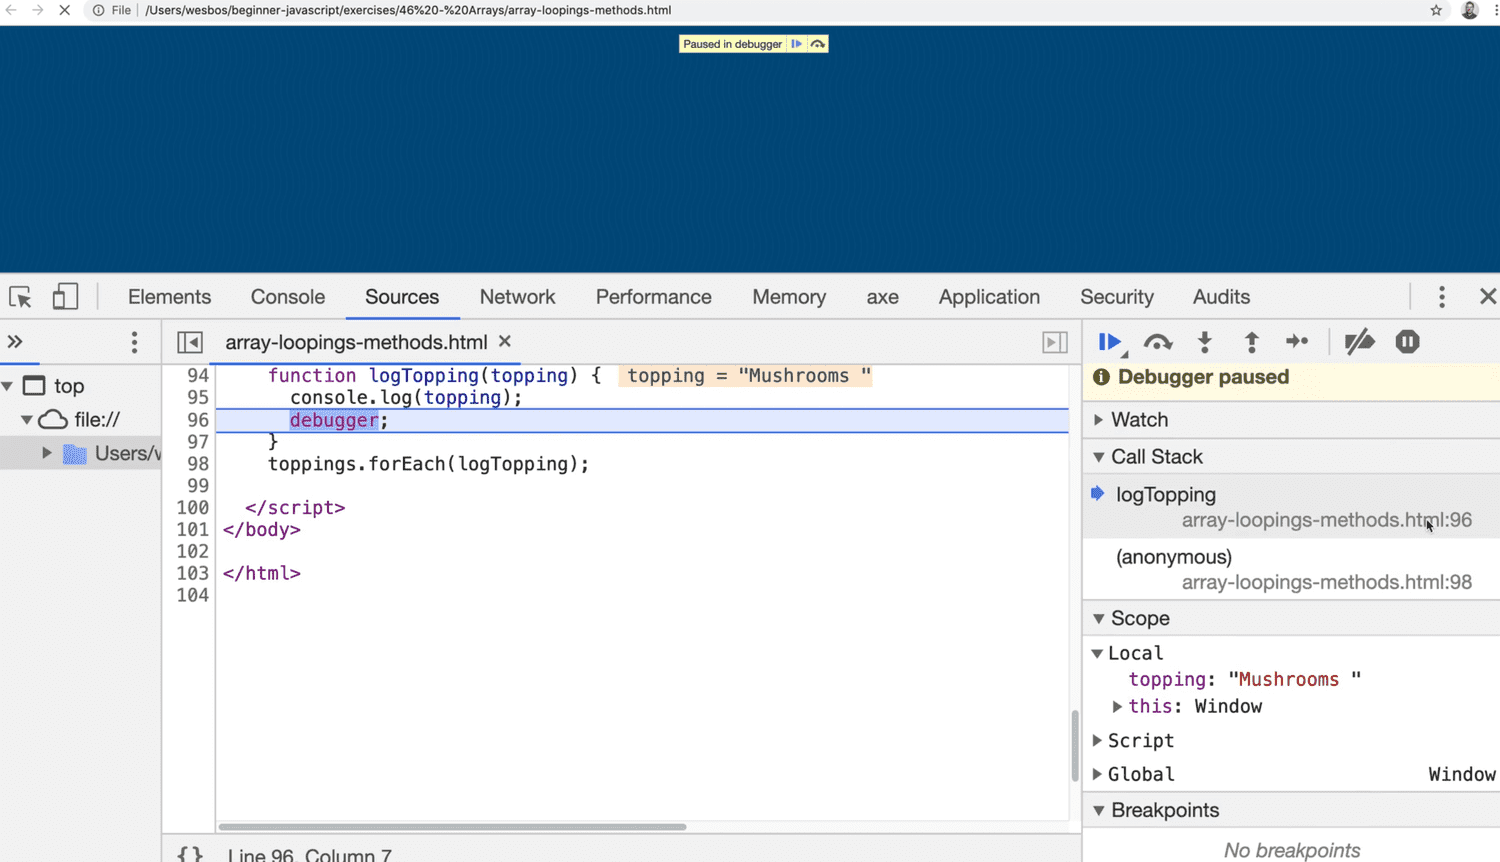 File /Users/wesbos/beginner-javascript/exercises/46%20-%20Arrays/array-loopings-methods.html
Paused in debugger
Elements Console Sources Network Performance Memory axe Application Security Audits
array-loopings-methods.html
top
file://
Users/w
94 function logTopping(topping) { topping = "Mushrooms "
95 console.log(topping);
96 debugger;
97 }
98 toppings.forEach(logTopping);
99
100 </script>
101 </body>
102
103 </html>
104
{} Line 96, Column 7
Debugger paused
Watch
Call Stack
logTopping
array-loopings-methods.html:96
(anonymous)
array-loopings-methods.html:98
Scope
Local
topping: "Mushrooms "
this: Window
Script
Global Window
Breakpoints
No breakpoints